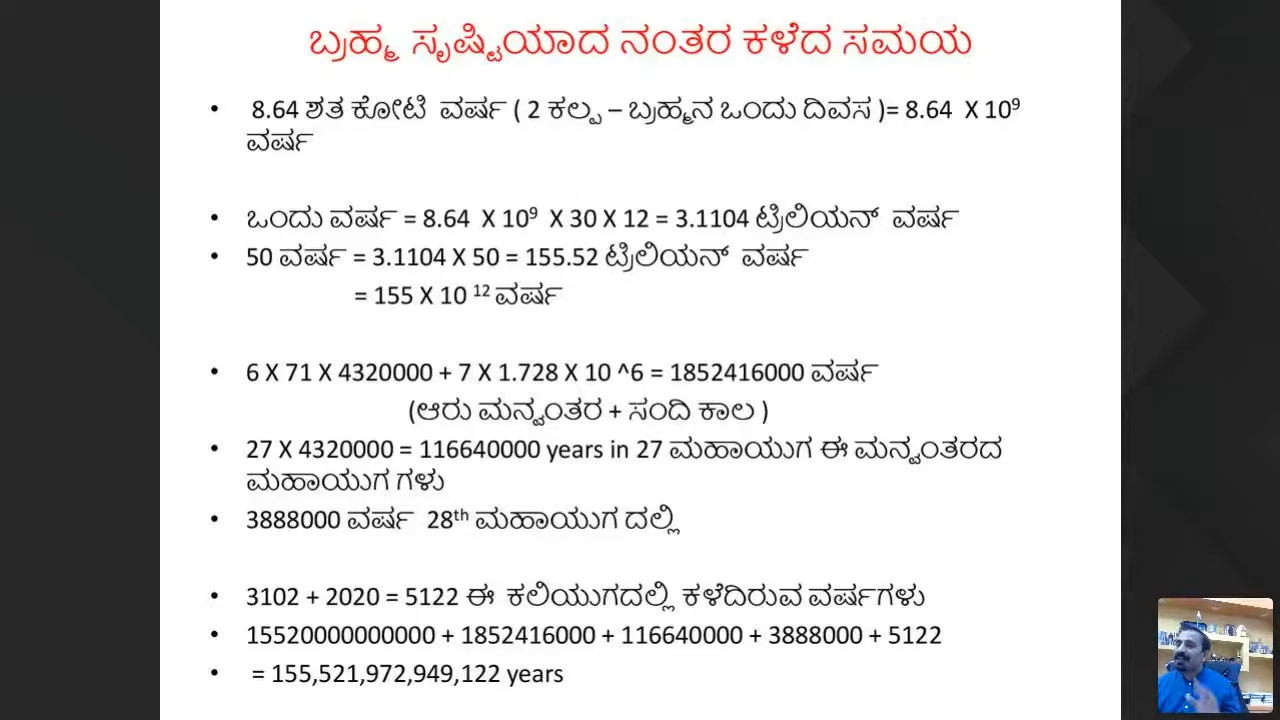 ಬ್ರಹ್ಮ ಸೃಷ್ಟಿಯಾದ ನಂತರ ಕಳೆದ ಸಮಯ
• 8.64 ಶತ ಕೋಟಿ ವರ್ಷ ( 2 ಕಲ್ಪ – ಬ್ರಹ್ಮನ ಒಂದು ದಿವಸ )= 8.64 X 10⁹
ವರ್ಷ
• ಒಂದು ವರ್ಷ = 8.64 X 10⁹ X 30 X 12 = 3.1104 ಟ್ರಿಲಿಯನ್ ವರ್ಷ
• 50 ವರ್ಷ = 3.1104 X 50 = 155.52 ಟ್ರಿಲಿಯನ್ ವರ್ಷ
= 155 X 10 ¹² ವರ್ಷ
• 6 X 71 X 4320000 + 7 X 1.728 X 10 ^6 = 1852416000 ವರ್ಷ
(ಆರು ಮನ್ವಂತರ + ಸಂದಿ ಕಾಲ )
• 27 X 4320000 = 116640000 years in 27 ಮಹಾಯುಗ ಈ ಮನ್ವಂತರದ
ಮಹಾಯುಗ ಗಳು
• 3888000 ವರ್ಷ 28ᵗʰ ಮಹಾಯುಗ ದಲ್ಲಿ
• 3102 + 2020 = 5122 ಈ ಕಲಿಯುಗದಲ್ಲಿ ಕಳೆದಿರುವ ವರ್ಷಗಳು
• 15520000000000 + 1852416000 + 116640000 + 3888000 + 5122
• = 155,521,972,949,122 years